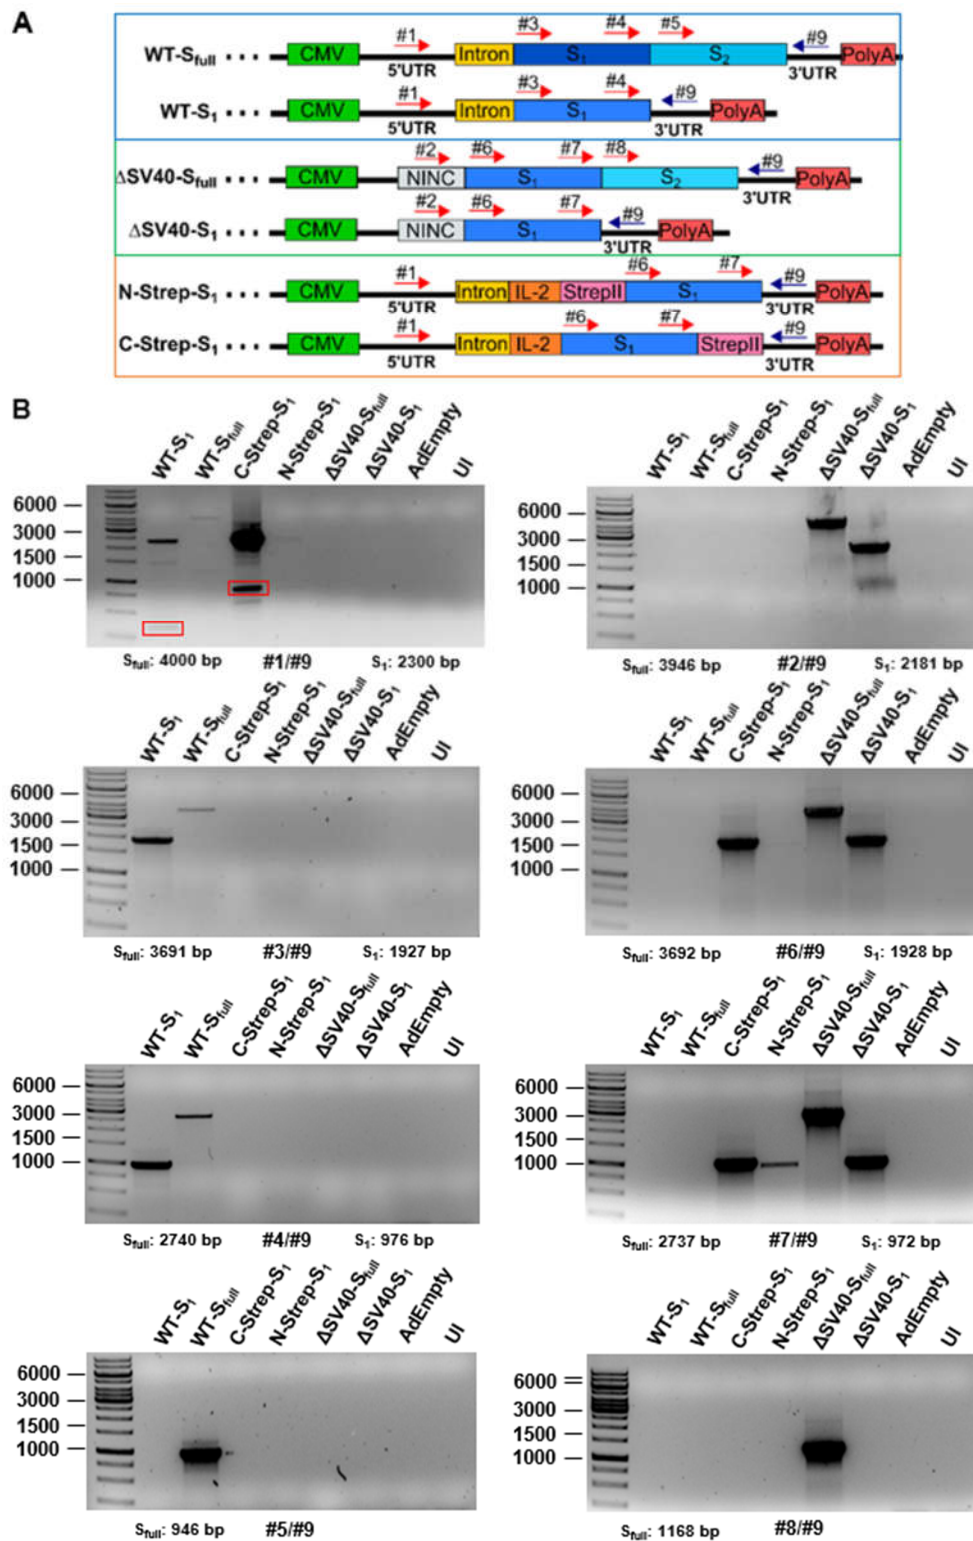 A
WT-Sfull ... CMV #1 5'UTR Intron #3 S1 #4 #5 S2 #9 3'UTR PolyA
WT-S1 ... CMV #1 5'UTR Intron #3 S1 #4 #9 3'UTR PolyA
ΔSV40-Sfull ... CMV #2 NINC #6 S1 #7 #8 S2 #9 3'UTR PolyA
ΔSV40-S1 ... CMV #2 NINC #6 S1 #7 #9 3'UTR PolyA
N-Strep-S1 ... CMV #1 5'UTR Intron IL-2 StrepII #6 S1 #7 #9 3'UTR PolyA
C-Strep-S1 ... CMV #1 5'UTR Intron IL-2 #6 S1 #7 StrepII #9 3'UTR PolyA
B
WT-S1 WT-Sfull C-Strep-S1 N-Strep-S1 ΔSV40-Sfull ΔSV40-S1 AdEmpty UI
6000
3000
1500
1000
Sfull: 4000 bp #1/#9 S1: 2300 bp
WT-S1 WT-Sfull C-Strep-S1 N-Strep-S1 ΔSV40-Sfull ΔSV40-S1 AdEmpty UI
6000
3000
1500
1000
Sfull: 3946 bp #2/#9 S1: 2181 bp
WT-S1 WT-Sfull C-Strep-S1 N-Strep-S1 ΔSV40-Sfull ΔSV40-S1 AdEmpty UI
6000
3000
1500
1000
Sfull: 3691 bp #3/#9 S1: 1927 bp
WT-S1 WT-Sfull C-Strep-S1 N-Strep-S1 ΔSV40-Sfull ΔSV40-S1 AdEmpty UI
6000
3000
1500
1000
Sfull: 3692 bp #6/#9 S1: 1928 bp
WT-S1 WT-Sfull C-Strep-S1 N-Strep-S1 ΔSV40-Sfull ΔSV40-S1 AdEmpty UI
6000
3000
1500
1000
Sfull: 2740 bp #4/#9 S1: 976 bp
WT-S1 WT-Sfull C-Strep-S1 N-Strep-S1 ΔSV40-Sfull ΔSV40-S1 AdEmpty UI
6000
3000
1500
1000
Sfull: 2737 bp #7/#9 S1: 972 bp
WT-S1 WT-Sfull C-Strep-S1 N-Strep-S1 ΔSV40-Sfull ΔSV40-S1 AdEmpty UI
6000
3000
1500
1000
Sfull: 946 bp #5/#9
WT-S1 WT-Sfull C-Strep-S1 N-Strep-S1 ΔSV40-Sfull ΔSV40-S1 AdEmpty UI
6000
3000
1500
1000
Sfull: 1168 bp #8/#9